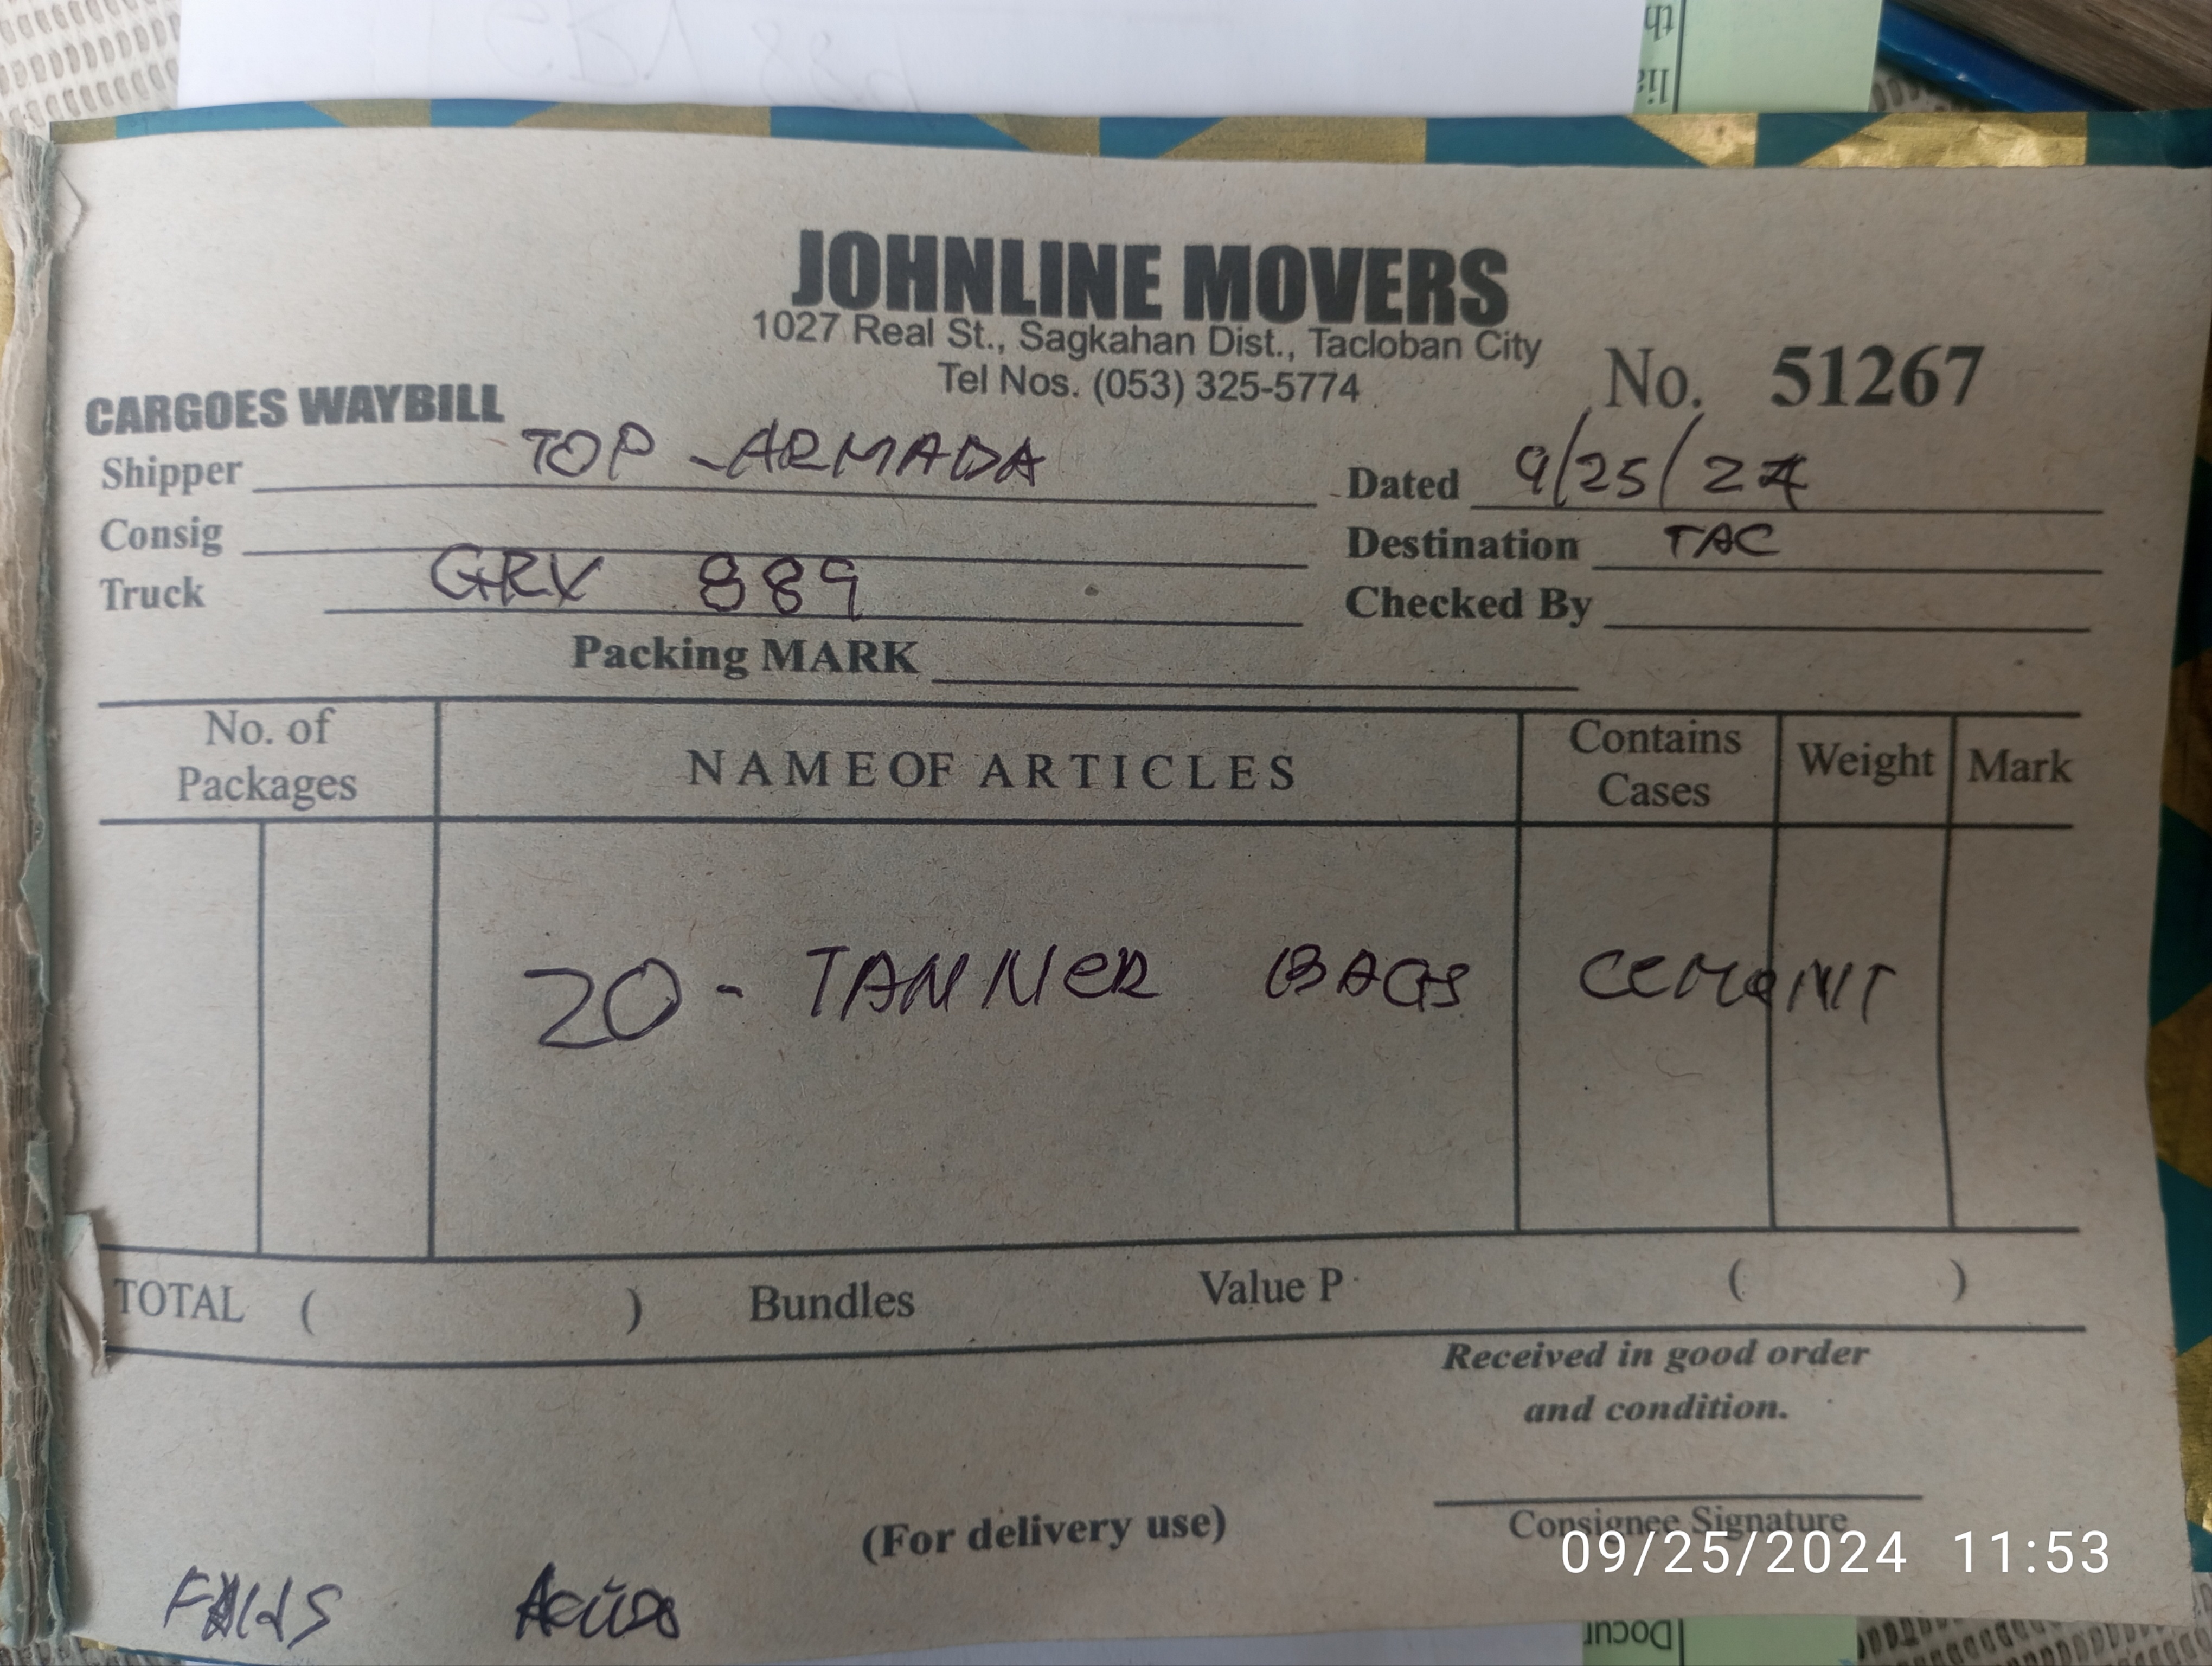 JOHNLINE MOVERS
1027 Real St., Sagkahan Dist., Tacloban City
Tel Nos. (053) 325-5774
No. 51267
CARGOES WAYBILL
Shipper TOP-ARMADA
Dated 9/25/24
Consig
Destination TAC
Truck GRX 889
Checked By
Packing MARK
No. of Packages NAME OF ARTICLES Contains Cases Weight Mark
20 - TANNER BAGS CEMENT
TOTAL ( ) Bundles Value P ( )
Received in good order
and condition.
(For delivery use)
Consignee Signature
09/25/2024 11:53